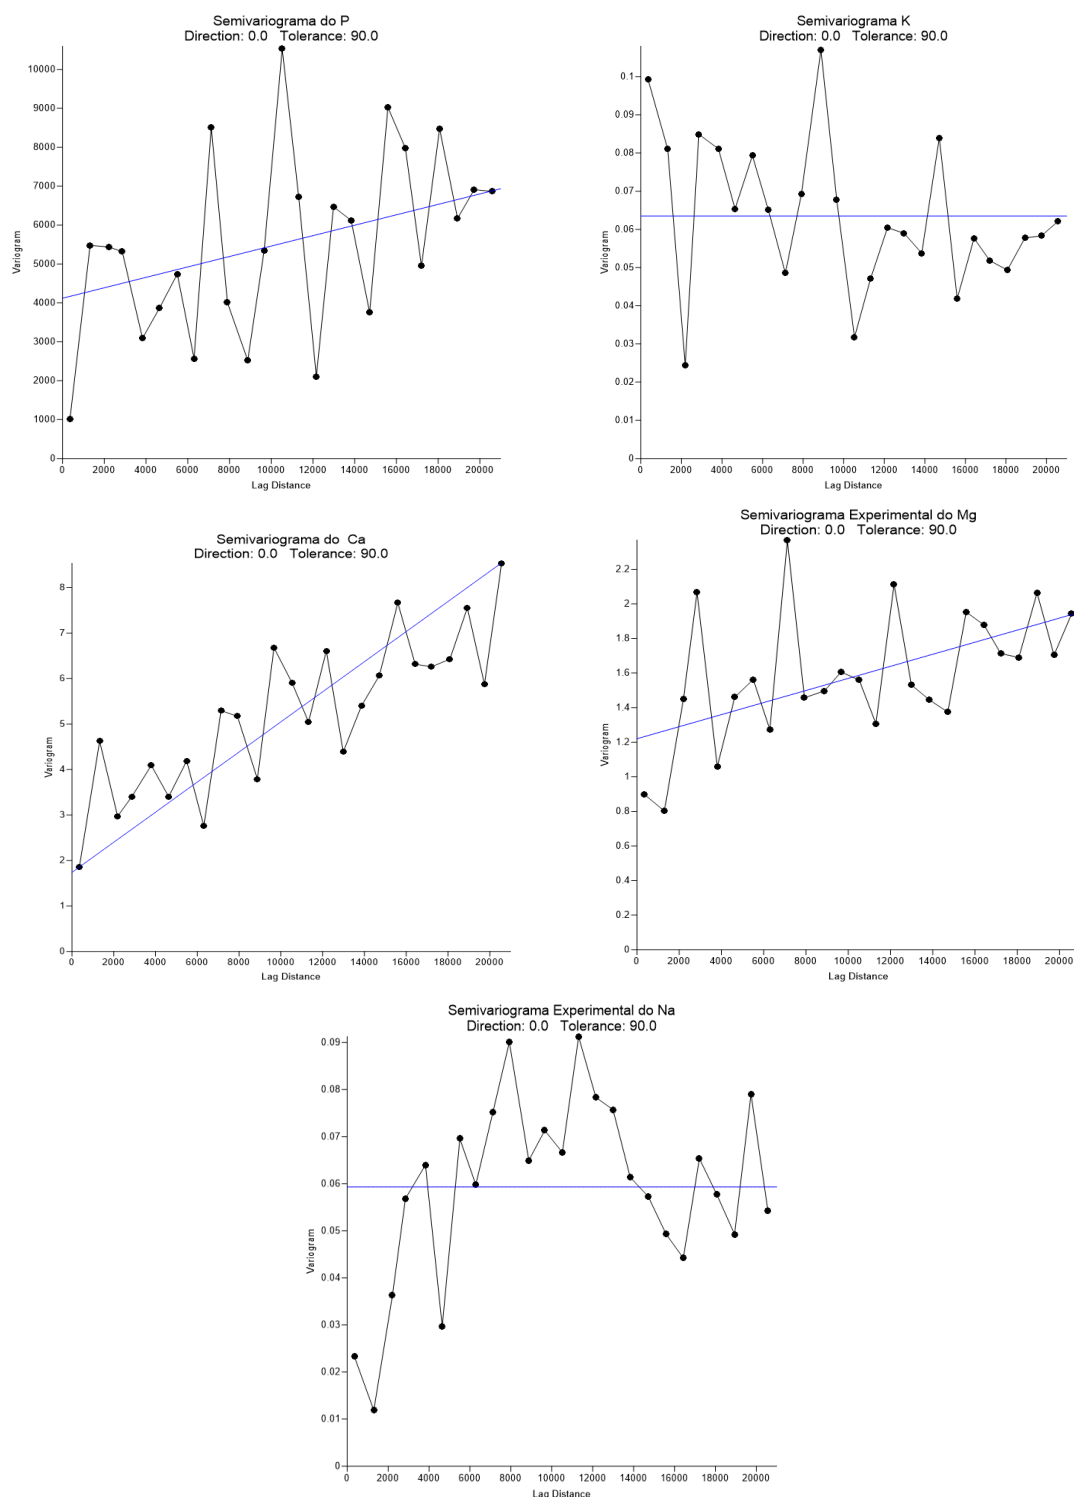 Semivariograma do P
Direction: 0.0 Tolerance: 90.0
10000
9000
8000
7000
6000
5000
4000
3000
2000
1000
0
Variogram
0 2000 4000 6000 8000 10000 12000 14000 16000 18000 20000
Lag Distance
Semivariograma K
Direction: 0.0 Tolerance: 90.0
0.1
0.09
0.08
0.07
0.06
0.05
0.04
0.03
0.02
0.01
0
Variogram
0 2000 4000 6000 8000 10000 12000 14000 16000 18000 20000
Lag Distance
Semivariograma do Ca
Direction: 0.0 Tolerance: 90.0
8
7
6
5
4
3
2
1
0
Variogram
0 2000 4000 6000 8000 10000 12000 14000 16000 18000 20000
Lag Distance
Semivariograma Experimental do Mg
Direction: 0.0 Tolerance: 90.0
2.2
2
1.8
1.6
1.4
1.2
1
0.8
0.6
0.4
0.2
0
Variogram
0 2000 4000 6000 8000 10000 12000 14000 16000 18000 20000
Lag Distance
Semivariograma Experimental do Na
Direction: 0.0 Tolerance: 90.0
0.09
0.08
0.07
0.06
0.05
0.04
0.03
0.02
0.01
0
Variogram
0 2000 4000 6000 8000 10000 12000 14000 16000 18000 20000
Lag Distance